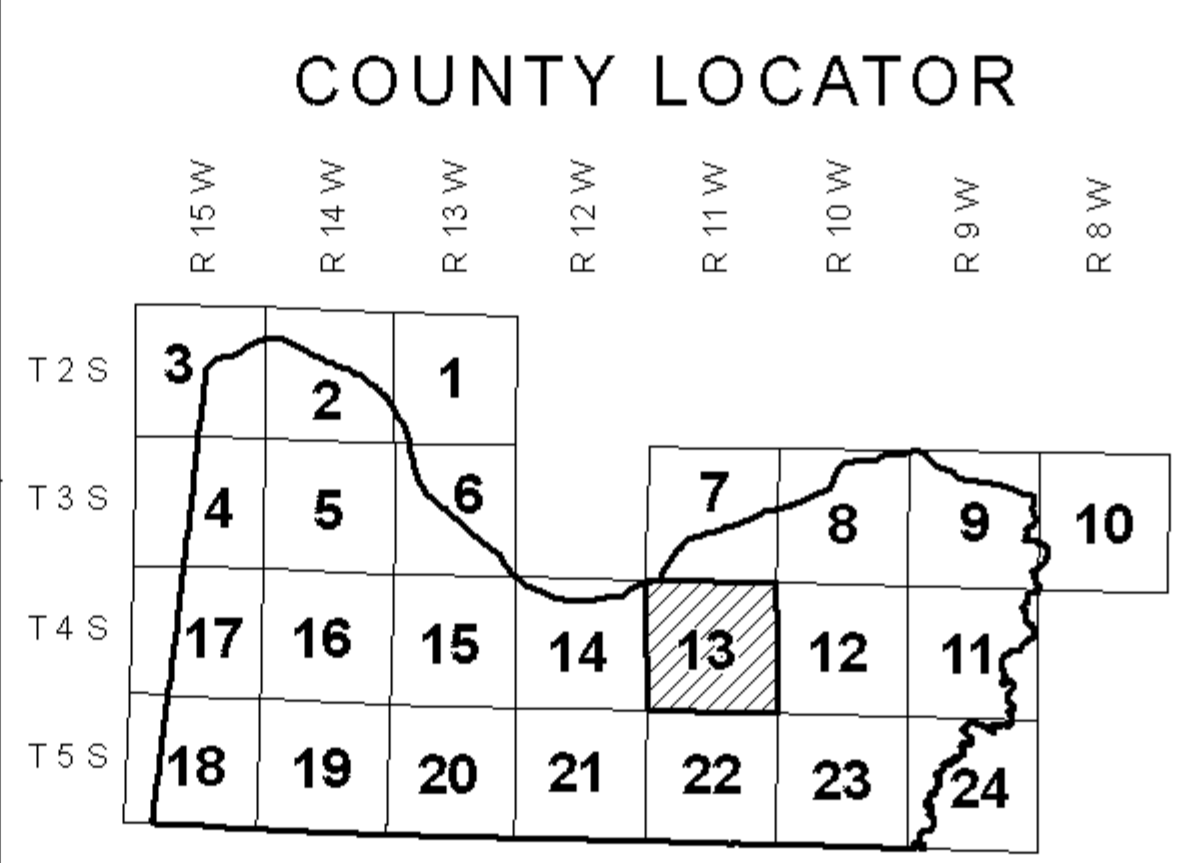 COUNTY LOCATOR
R 15 W R 14 W R 13 W R 12 W R 11 W R 10 W R 9 W R 8 W
T 2 S 3 2 1
T 3 S 4 5 6 7 8 9 10
T 4 S 17 16 15 14 13 12 11
T 5 S 18 19 20 21 22 23 24